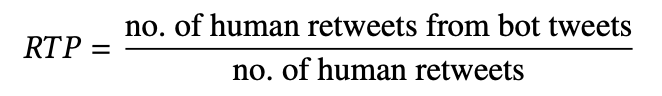 RTP = no. of human retweets from bot tweets
no. of human retweets